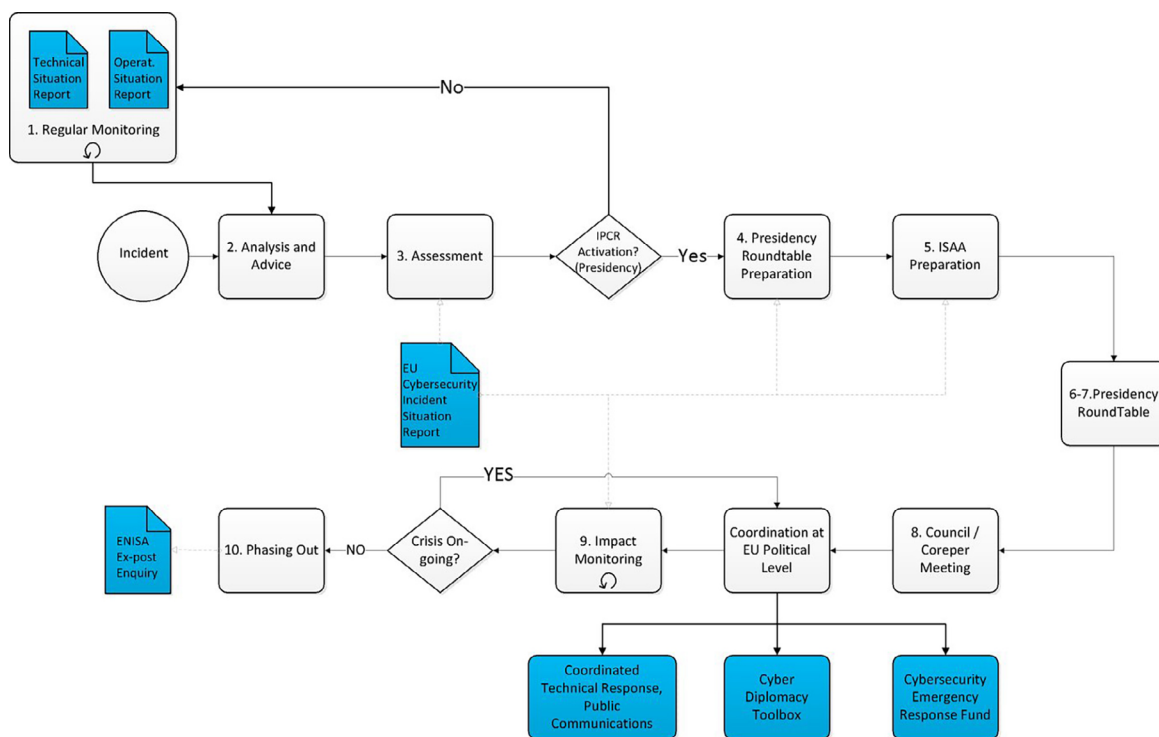 Technical
Situation
Report
Operat.
Situation
Report
1. Regular Monitoring
No
Incident
2. Analysis and
Advice
3. Assessment
IPCR
Activation?
(Presidency)
Yes
4. Presidency
Roundtable
Preparation
5. ISAA
Preparation
EU
Cybersecurity
Incident
Situation
Report
6-7.Presidency
RoundTable
YES
ENISA
Ex-post
Enquiry
10. Phasing Out
NO
Crisis On-
going?
9. Impact
Monitoring
Coordination at
EU Political
Level
8. Council /
Coreper
Meeting
Coordinated
Technical Response,
Public
Communications
Cyber
Diplomacy
Toolbox
Cybersecurity
Emergency
Response Fund